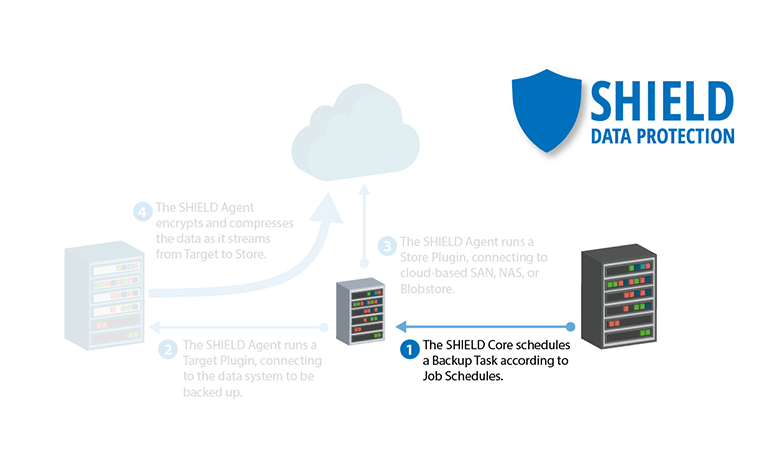 SHIELD
DATA PROTECTION
4 The SHIELD Agent
encrypts and compresses
the data as it streams
from Target to Store.
3 The SHIELD Agent runs a
Store Plugin, connecting to
cloud-based SAN, NAS, or
Blobstore.
2 The SHIELD Agent runs a
Target Plugin, connecting
to the data system to be
backed up.
1 The SHIELD Core schedules
a Backup Task according to
Job Schedules.